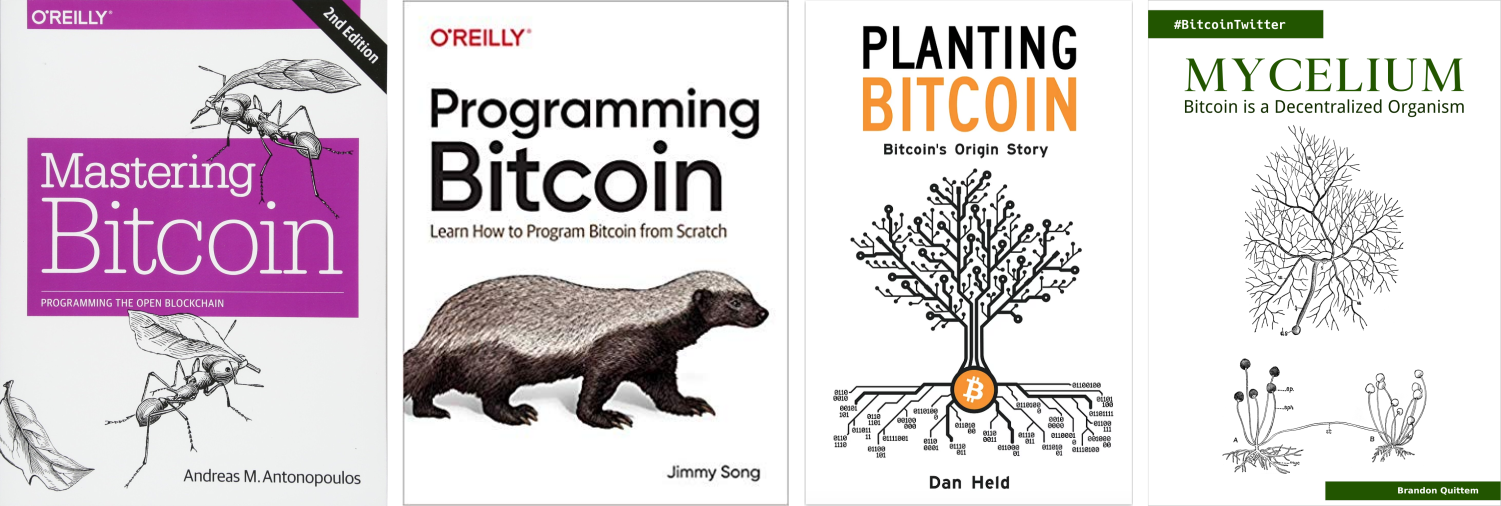 O'REILLY®
2nd Edition
Mastering
Bitcoin
PROGRAMMING THE OPEN BLOCKCHAIN
Andreas M. Antonopoulos
O'REILLY®
Programming
Bitcoin
Learn How to Program Bitcoin from Scratch
Jimmy Song
PLANTING
BITCOIN
Bitcoin's Origin Story
Dan Held
#BitcoinTwitter
MYCELIUM
Bitcoin is a Decentralized Organism
A
B
st
Brandon Quittem